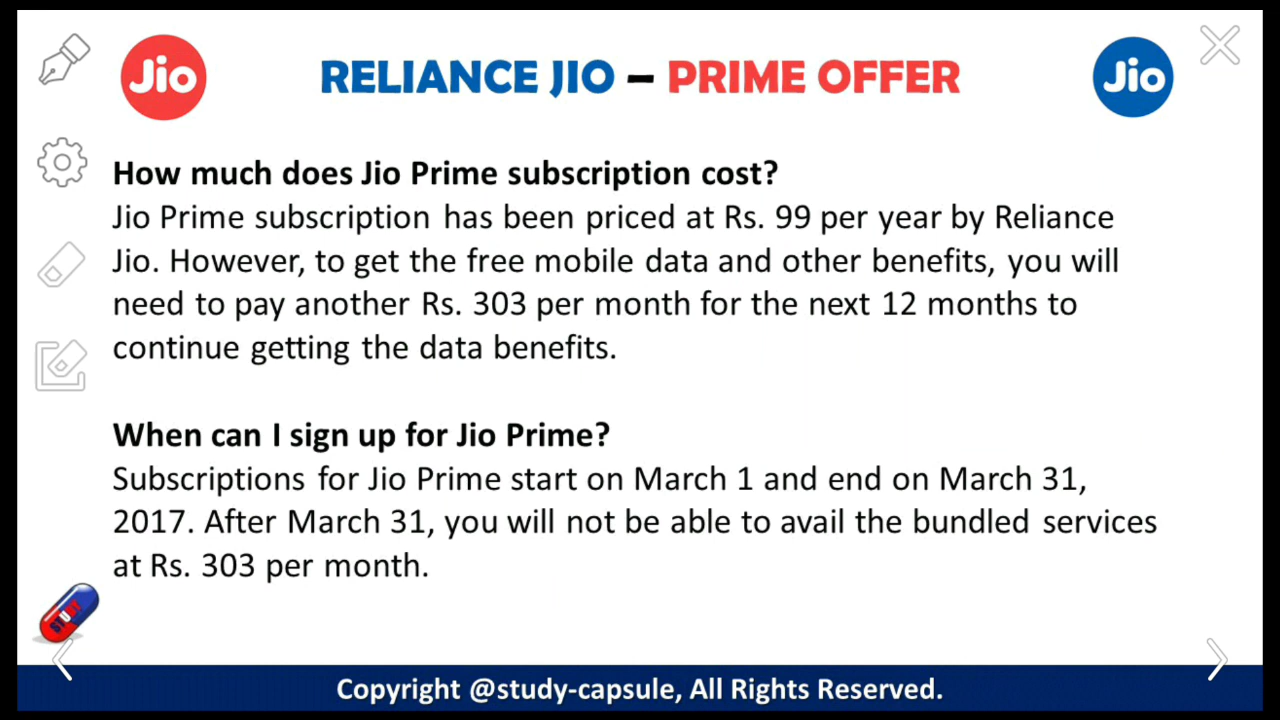 Jio
RELIANCE JIO – PRIME OFFER
Jio
How much does Jio Prime subscription cost?
Jio Prime subscription has been priced at Rs. 99 per year by Reliance
Jio. However, to get the free mobile data and other benefits, you will
need to pay another Rs. 303 per month for the next 12 months to
continue getting the data benefits.
When can I sign up for Jio Prime?
Subscriptions for Jio Prime start on March 1 and end on March 31,
2017. After March 31, you will not be able to avail the bundled services
at Rs. 303 per month.
STUDY
Copyright @study-capsule, All Rights Reserved.